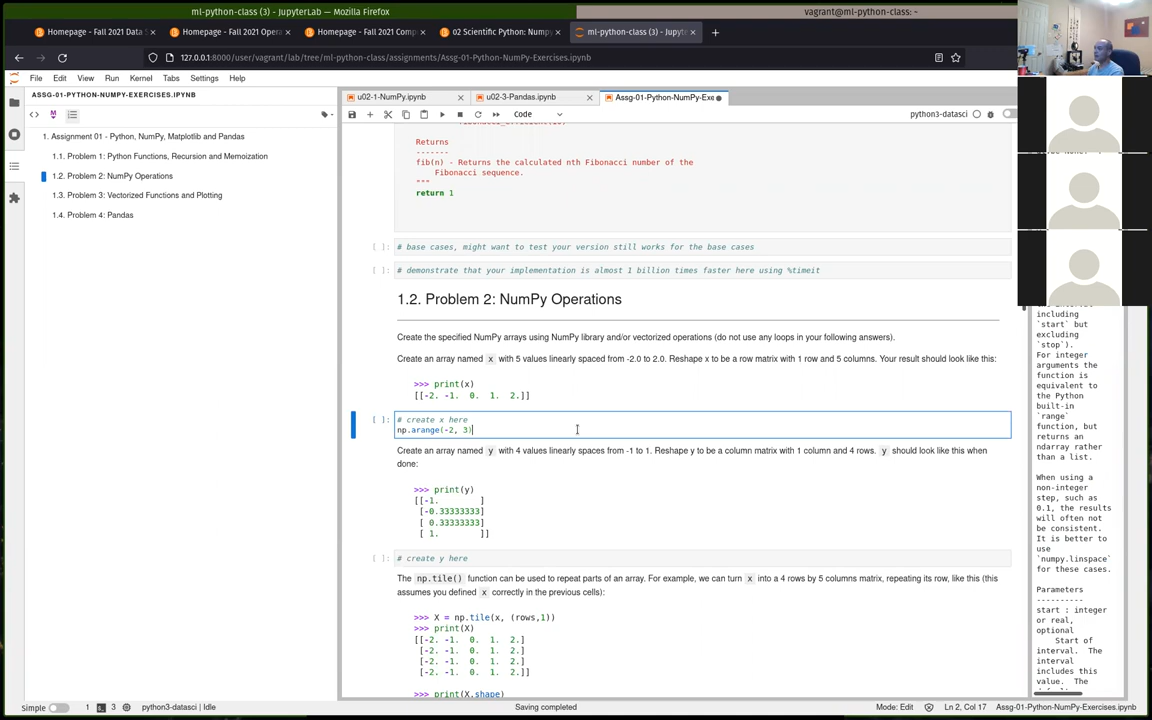 ml-python-class (3) - JupyterLab — Mozilla Firefox
vagrant@ml-python-class: ~
Homepage - Fall 2021 Data S
Homepage - Fall 2021 Opera
Homepage - Fall 2021 Comp
02 Scientific Python: Nump
ml-python-class (3) - Jupyte
127.0.0.1:8000/user/vagrant/lab/tree/ml-python-class/assignments/Assg-01-Python-NumPy-Exercises.ipynb
File Edit View Run Kernel Tabs Settings Help
ASSG-01-PYTHON-NUMPY-EXERCISES.IPYNB
1. Assignment 01 - Python, NumPy, Matplotlib and Pandas
1.1. Problem 1: Python Functions, Recursion and Memoization
1.2. Problem 2: NumPy Operations
1.3. Problem 3: Vectorized Functions and Plotting
1.4. Problem 4: Pandas
u02-1-NumPy.ipynb
u02-3-Pandas.ipynb
Assg-01-Python-NumPy-Exe
Code
python3-datasci
Returns
-------
fib(n) - Returns the calculated nth Fibonacci number of the
Fibonacci sequence.
"""
return 1
[ ]: # base cases, might want to test your version still works for the base cases
[ ]: # demonstrate that your implementation is almost 1 billion times faster here using %timeit
1.2. Problem 2: NumPy Operations
Create the specified NumPy arrays using NumPy library and/or vectorized operations (do not use any loops in your following answers).
Create an array named x with 5 values linearly spaced from -2.0 to 2.0. Reshape x to be a row matrix with 1 row and 5 columns. Your result should look like this:
>>> print(x)
[[-2. -1. 0. 1. 2.]]
[ ]: # create x here
np.arange(-2, 3)
Create an array named y with 4 values linearly spaces from -1 to 1. Reshape y to be a column matrix with 1 column and 4 rows. y should look like this when
done:
>>> print(y)
[[-1. ]
[-0.33333333]
[ 0.33333333]
[ 1. ]]
[ ]: # create y here
The np.tile() function can be used to repeat parts of an array. For example, we can turn x into a 4 rows by 5 columns matrix, repeating its row, like this (this
assumes you defined x correctly in the previous cells):
>>> X = np.tile(x, (rows,1))
>>> print(X)
[[-2. -1. 0. 1. 2.]
[-2. -1. 0. 1. 2.]
[-2. -1. 0. 1. 2.]
[-2. -1. 0. 1. 2.]]
>>> print(X.shape)
including
`start` but
excluding
`stop`).
For integer
arguments the
function is
equivalent to
the Python
built-in
`range`
function, but
returns an
ndarray rather
than a list.
When using a
non-integer
step, such as
0.1, the results
will often not
be consistent.
It is better to
use
`numpy.linspace`
for these cases.
Parameters
----------
start : integer
or real,
optional
Start of
interval. The
interval
includes this
value. The
Simple
1
3
python3-datasci | Idle
Saving completed
Mode: Edit
Ln 2, Col 17
Assg-01-Python-NumPy-Exercises.ipynb